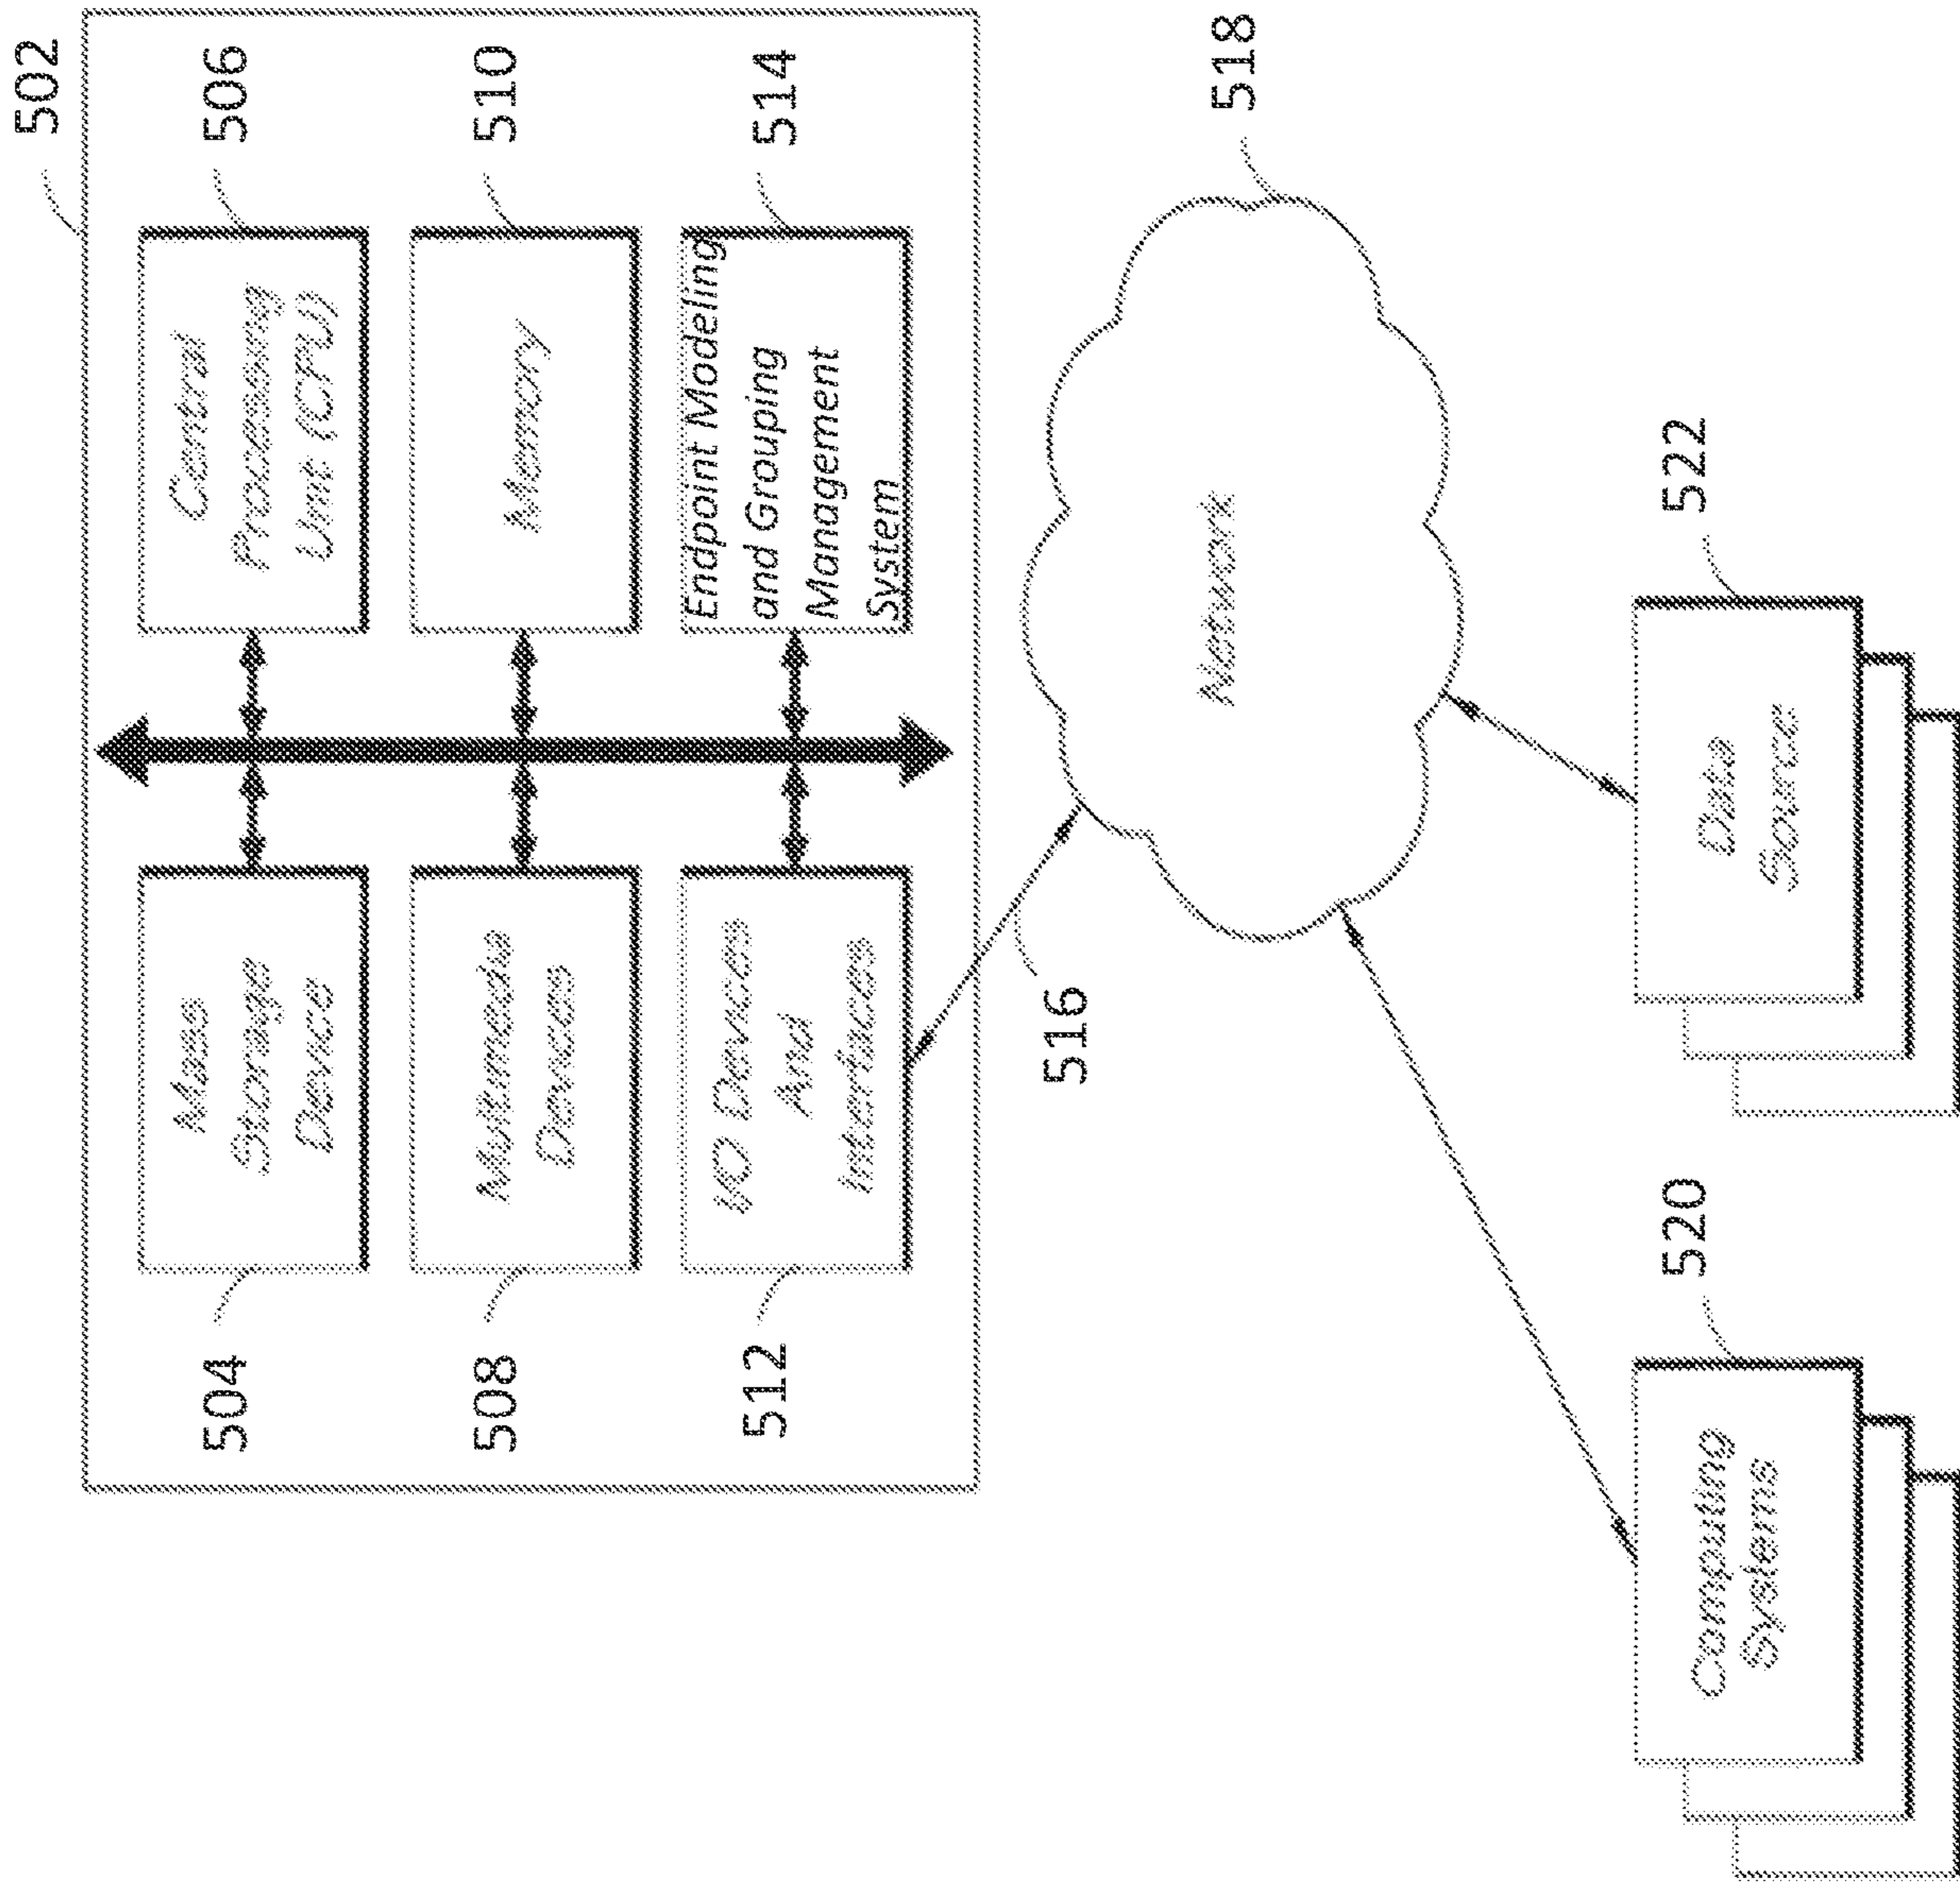 502
504
Mass
Storage
Device
Central
Processing
Unit (CPU)
506
508
Multimedia
Devices
Memory
510
512
I/O Devices
And
Interfaces
Endpoint Modeling
and Grouping
Management
System
514
516
Network
518
520
Computing
Systems
Data
Source
522